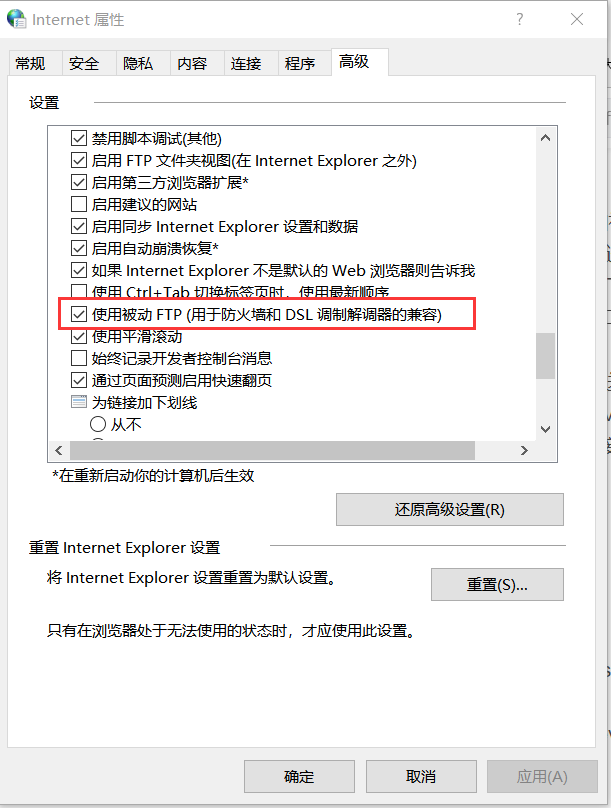 Internet 属性
常规 安全 隐私 内容 连接 程序 高级
设置
禁用脚本调试(其他)
启用 FTP 文件夹视图(在 Internet Explorer 之外)
启用第三方浏览器扩展*
启用建议的网站
启用同步 Internet Explorer 设置和数据
启用自动崩溃恢复*
如果 Internet Explorer 不是默认的 Web 浏览器则告诉我
使用 Ctrl+Tab 切换标签页时，使用最新顺序
使用被动 FTP (用于防火墙和 DSL 调制解调器的兼容)
使用平滑滚动
始终记录开发者控制台消息
通过页面预测启用快速翻页
为链接加下划线
从不
*在重新启动你的计算机后生效
还原高级设置(R)
重置 Internet Explorer 设置
将 Internet Explorer 设置重置为默认设置。
重置(S)...
只有在浏览器处于无法使用的状态时，才应使用此设置。
确定 取消 应用(A)